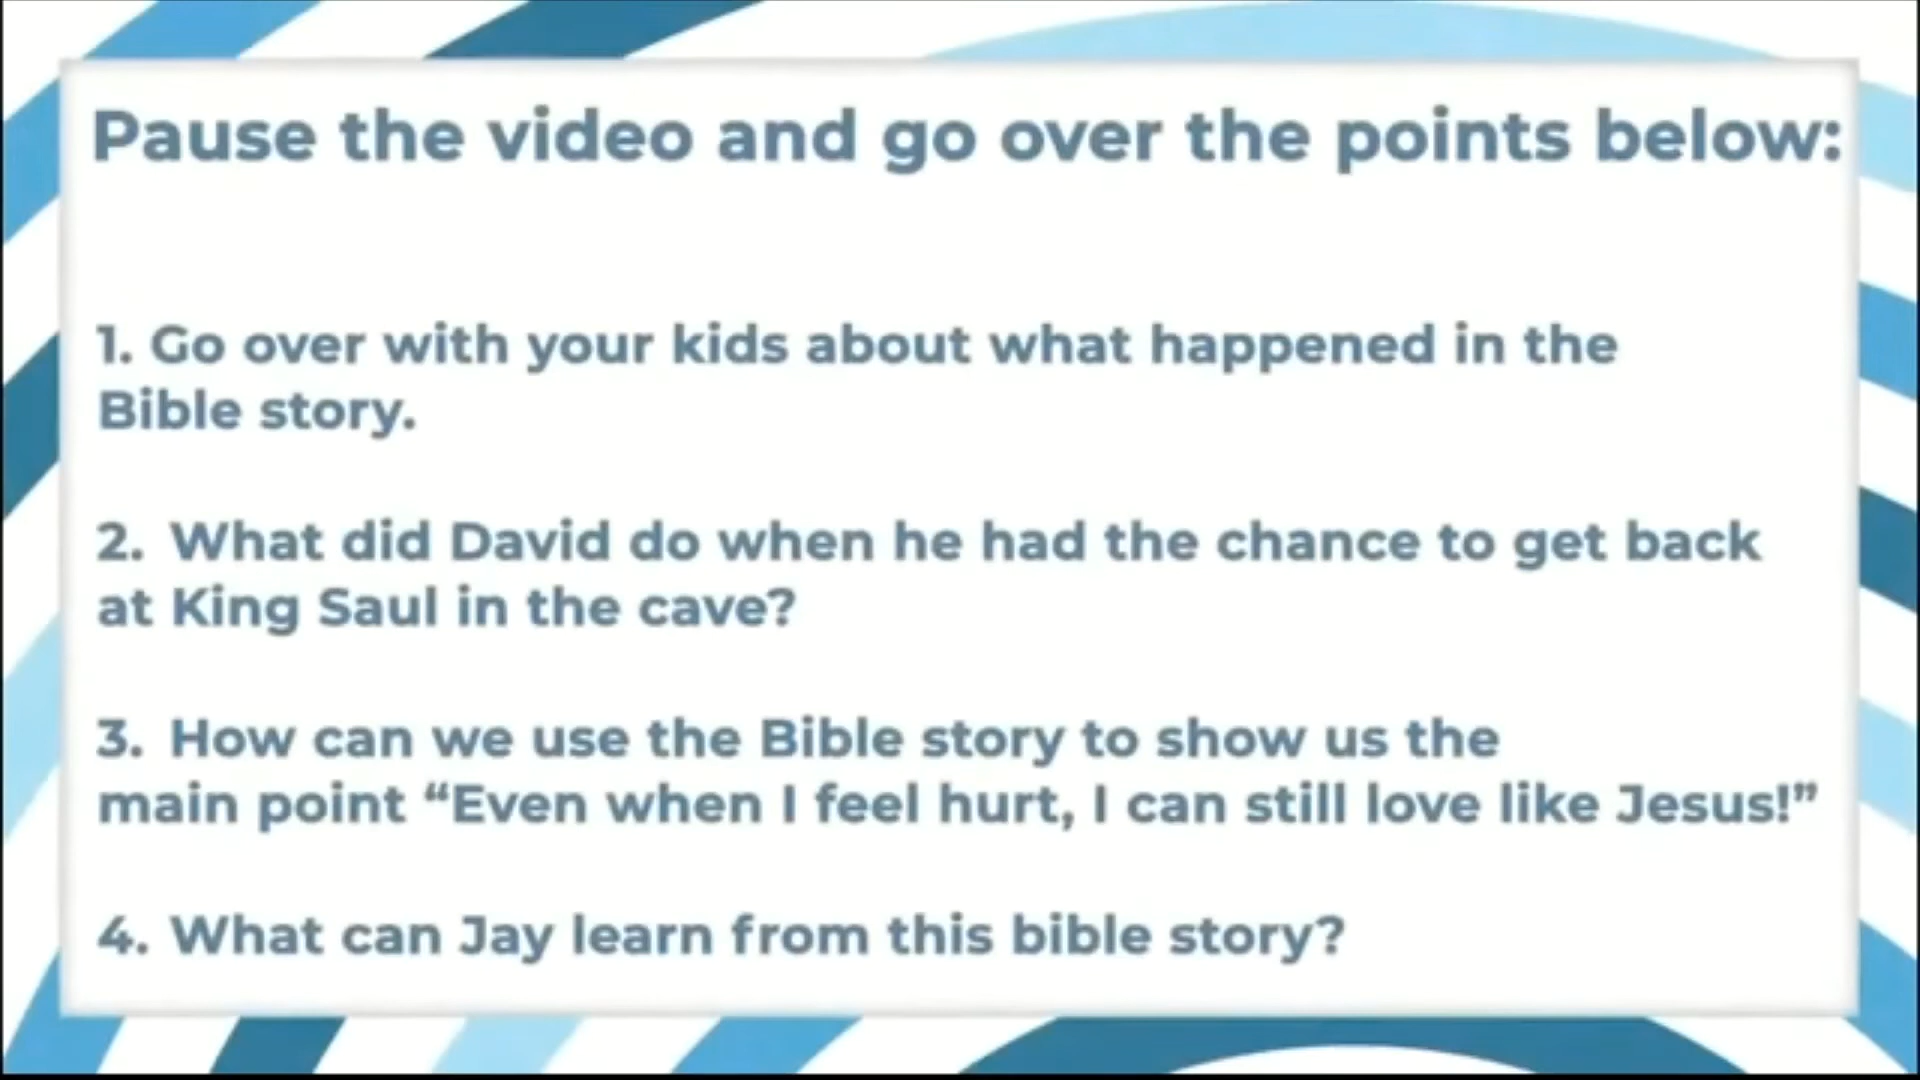 Pause the video and go over the points below:
1. Go over with your kids about what happened in the
Bible story.
2. What did David do when he had the chance to get back
at King Saul in the cave?
3. How can we use the Bible story to show us the
main point “Even when I feel hurt, I can still love like Jesus!”
4. What can Jay learn from this bible story?